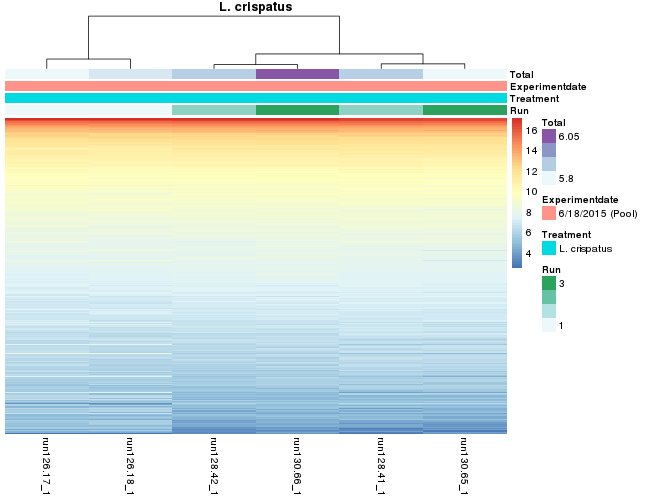 L. crispatus
Total
Experimentdate
Treatment
Run
16
14
12
10
8
6
4
Total
6.05
5.8
Experimentdate
6/18/2015 (Pool)
Treatment
L. crispatus
Run
3
1
run126.17_1
run126.18_1
run128.42_1
run130.66_1
run128.41_1
run130.65_1